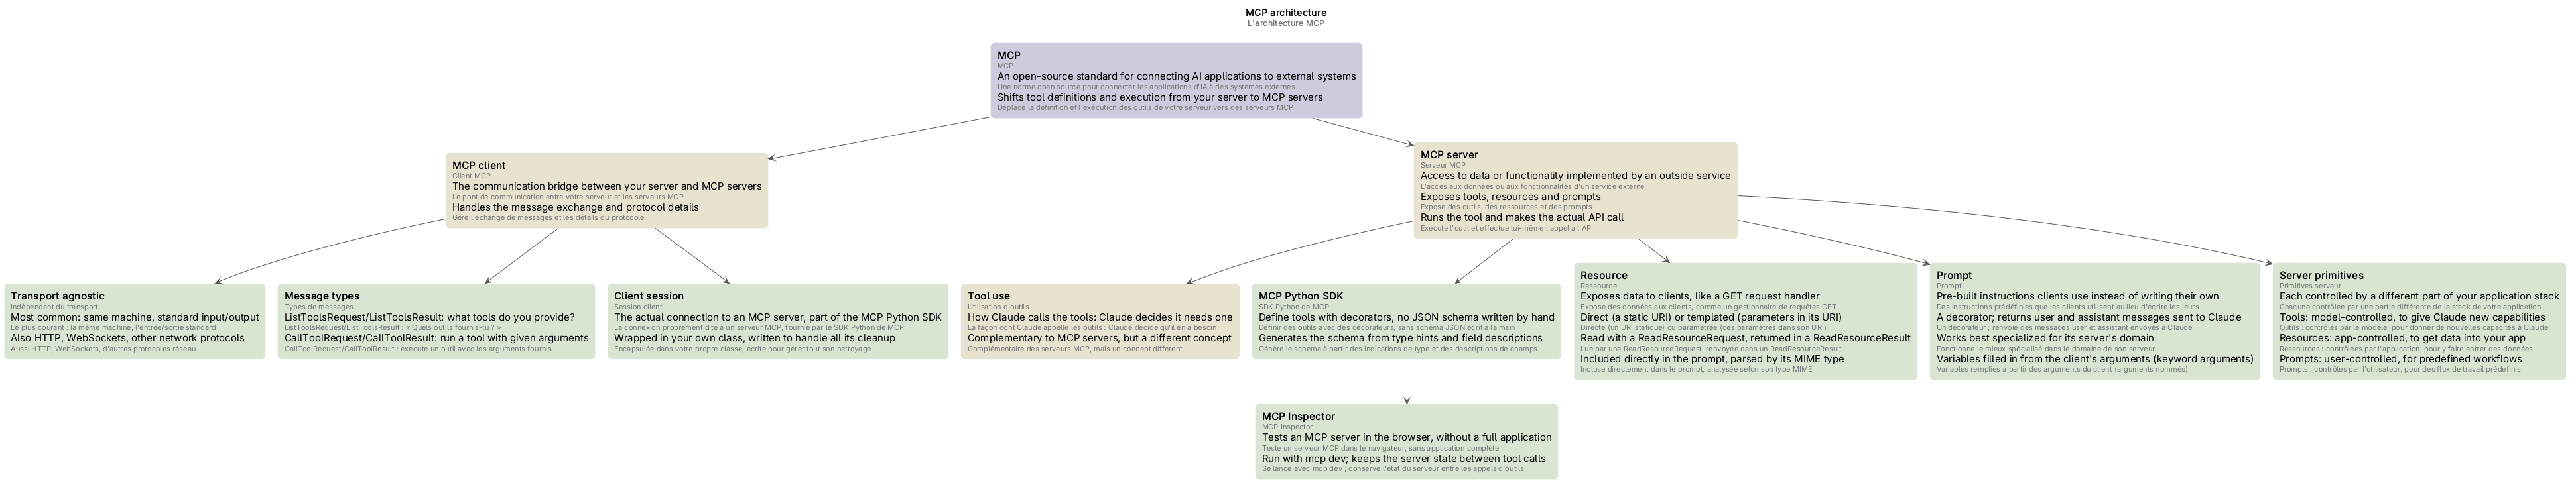 MCP architecture
L'architecture MCP
MCP
MCP
An open-source standard for connecting AI applications to external systems
Une norme open source pour connecter les applications d'IA à des systèmes externes
Shifts tool definitions and execution from your server to MCP servers
Déplace la définition et l'exécution des outils de votre serveur vers des serveurs MCP
MCP client
Client MCP
The communication bridge between your server and MCP servers
Le pont de communication entre votre serveur et les serveurs MCP
Handles the message exchange and protocol details
Gère l'échange de messages et les détails du protocole
MCP server
Serveur MCP
Access to data or functionality implemented by an outside service
L'accès aux données ou aux fonctionnalités d'un service externe
Exposes tools, resources and prompts
Expose des outils, des ressources et des prompts
Runs the tool and makes the actual API call
Exécute l'outil et effectue lui-même l'appel à l'API
Transport agnostic
Indépendant du transport
Most common: same machine, standard input/output
Le plus courant : la même machine, l'entrée/sortie standard
Also HTTP, WebSockets, other network protocols
Aussi HTTP, WebSockets, d'autres protocoles réseau
Message types
Types de messages
ListToolsRequest/ListToolsResult: what tools do you provide?
ListToolsRequest/ListToolsResult : « Quels outils fournis-tu ? »
CallToolRequest/CallToolResult: run a tool with given arguments
CallToolRequest/CallToolResult : exécute un outil avec les arguments fournis
Client session
Session client
The actual connection to an MCP server, part of the MCP Python SDK
La connexion proprement dite à un serveur MCP, fournie par le SDK Python de MCP
Wrapped in your own class, written to handle all its cleanup
Encapsulée dans votre propre classe, écrite pour gérer tout son nettoyage
Tool use
Utilisation d'outils
How Claude calls the tools: Claude decides it needs one
La façon dont Claude appelle les outils : Claude décide qu'il en a besoin
Complementary to MCP servers, but a different concept
Complémentaire des serveurs MCP, mais un concept différent
MCP Python SDK
SDK Python de MCP
Define tools with decorators, no JSON schema written by hand
Définir des outils avec des décorateurs, sans schéma JSON écrit à la main
Generates the schema from type hints and field descriptions
Génère le schéma à partir des indications de type et des descriptions de champs
Resource
Ressource
Exposes data to clients, like a GET request handler
Expose des données aux clients, comme un gestionnaire de requêtes GET
Direct (a static URI) or templated (parameters in its URI)
Directe (un URI statique) ou paramétrée (des paramètres dans son URI)
Read with a ReadResourceRequest, returned in a ReadResourceResult
Lue par une ReadResourceRequest, renvoyée dans un ReadResourceResult
Included directly in the prompt, parsed by its MIME type
Incluse directement dans le prompt, analysée selon son type MIME
Prompt
Prompt
Pre-built instructions clients use instead of writing their own
Des instructions prédéfinies que les clients utilisent au lieu d'écrire les leurs
A decorator; returns user and assistant messages sent to Claude
Un décorateur ; renvoie des messages user et assistant envoyés à Claude
Works best specialized for its server's domain
Fonctionne le mieux spécialisé dans le domaine de son serveur
Variables filled in from the client's arguments (keyword arguments)
Variables remplies à partir des arguments du client (arguments nommés)
Server primitives
Primitives serveur
Each controlled by a different part of your application stack
Chacune contrôlée par une partie différente de la stack de votre application
Tools: model-controlled, to give Claude new capabilities
Outils : contrôlés par le modèle, pour donner de nouvelles capacités à Claude
Resources: app-controlled, to get data into your app
Ressources : contrôlées par l'application, pour y faire entrer des données
Prompts: user-controlled, for predefined workflows
Prompts : contrôlés par l'utilisateur, pour des flux de travail prédéfinis
MCP Inspector
MCP Inspector
Tests an MCP server in the browser, without a full application
Teste un serveur MCP dans le navigateur, sans application complète
Run with mcp dev; keeps the server state between tool calls
Se lance avec mcp dev ; conserve l'état du serveur entre les appels d'outils